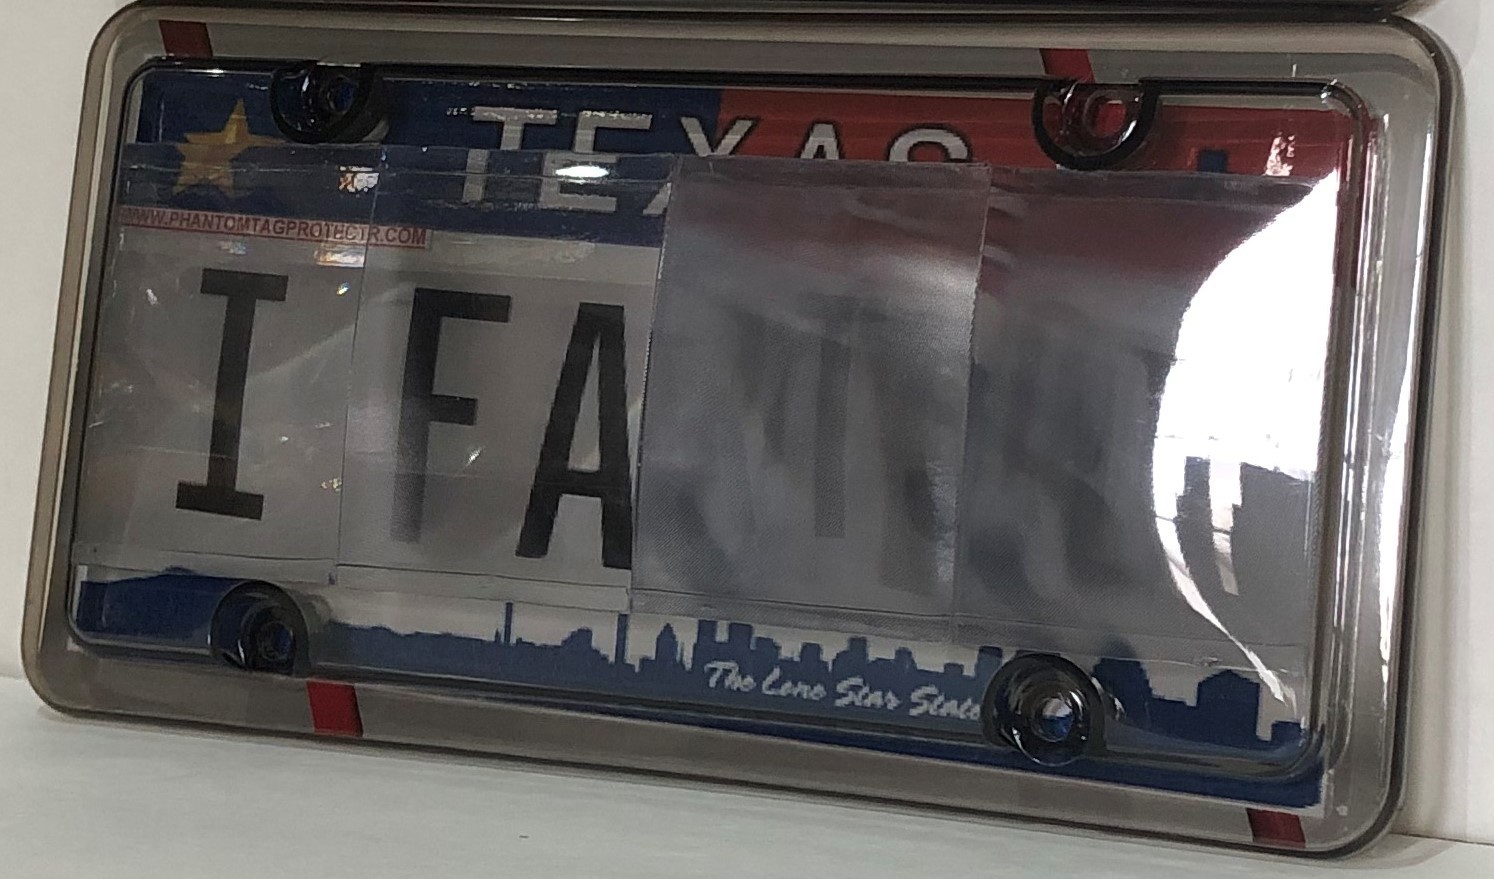 TEXAS
WWW.PHANTOMTAGPROTECTR.COM
I FA
The Lone Star State